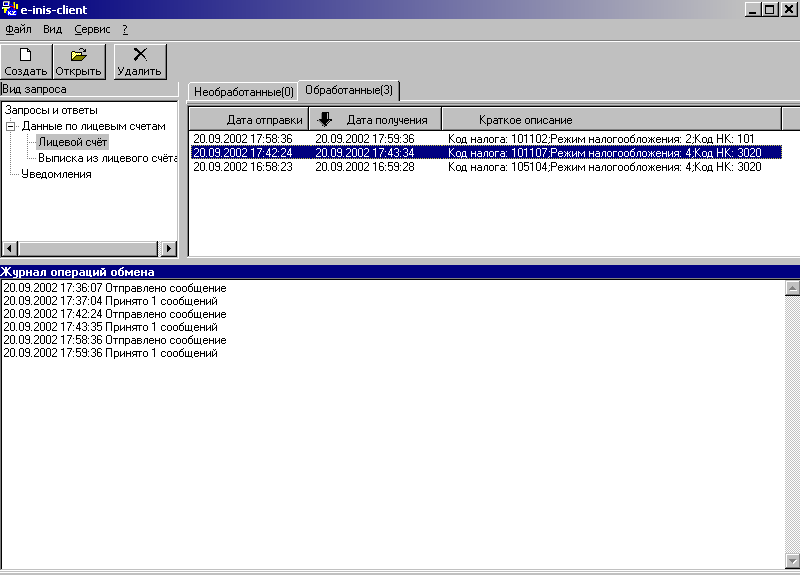 e-inis-client
Файл Вид Сервис ?
Создать Открыть Удалить
Вид запроса
Запросы и ответы
Данные по лицевым счетам
Лицевой счёт
Выписка из лицевого счёта
Уведомления
Необработанные(0) Обработанные(3)
Дата отправки Дата получения Краткое описание
20.09.2002 17:58:36 20.09.2002 17:59:36 Код налога: 101102;Режим налогообложения: 2;Код НК: 101
20.09.2002 17:42:24 20.09.2002 17:43:34 Код налога: 101107;Режим налогообложения: 4;Код НК: 3020
20.09.2002 16:58:23 20.09.2002 16:59:28 Код налога: 105104;Режим налогообложения: 4;Код НК: 3020
Журнал операций обмена
20.09.2002 17:36:07 Отправлено сообщение
20.09.2002 17:37:04 Принято 1 сообщений
20.09.2002 17:42:24 Отправлено сообщение
20.09.2002 17:43:35 Принято 1 сообщений
20.09.2002 17:58:36 Отправлено сообщение
20.09.2002 17:59:36 Принято 1 сообщений